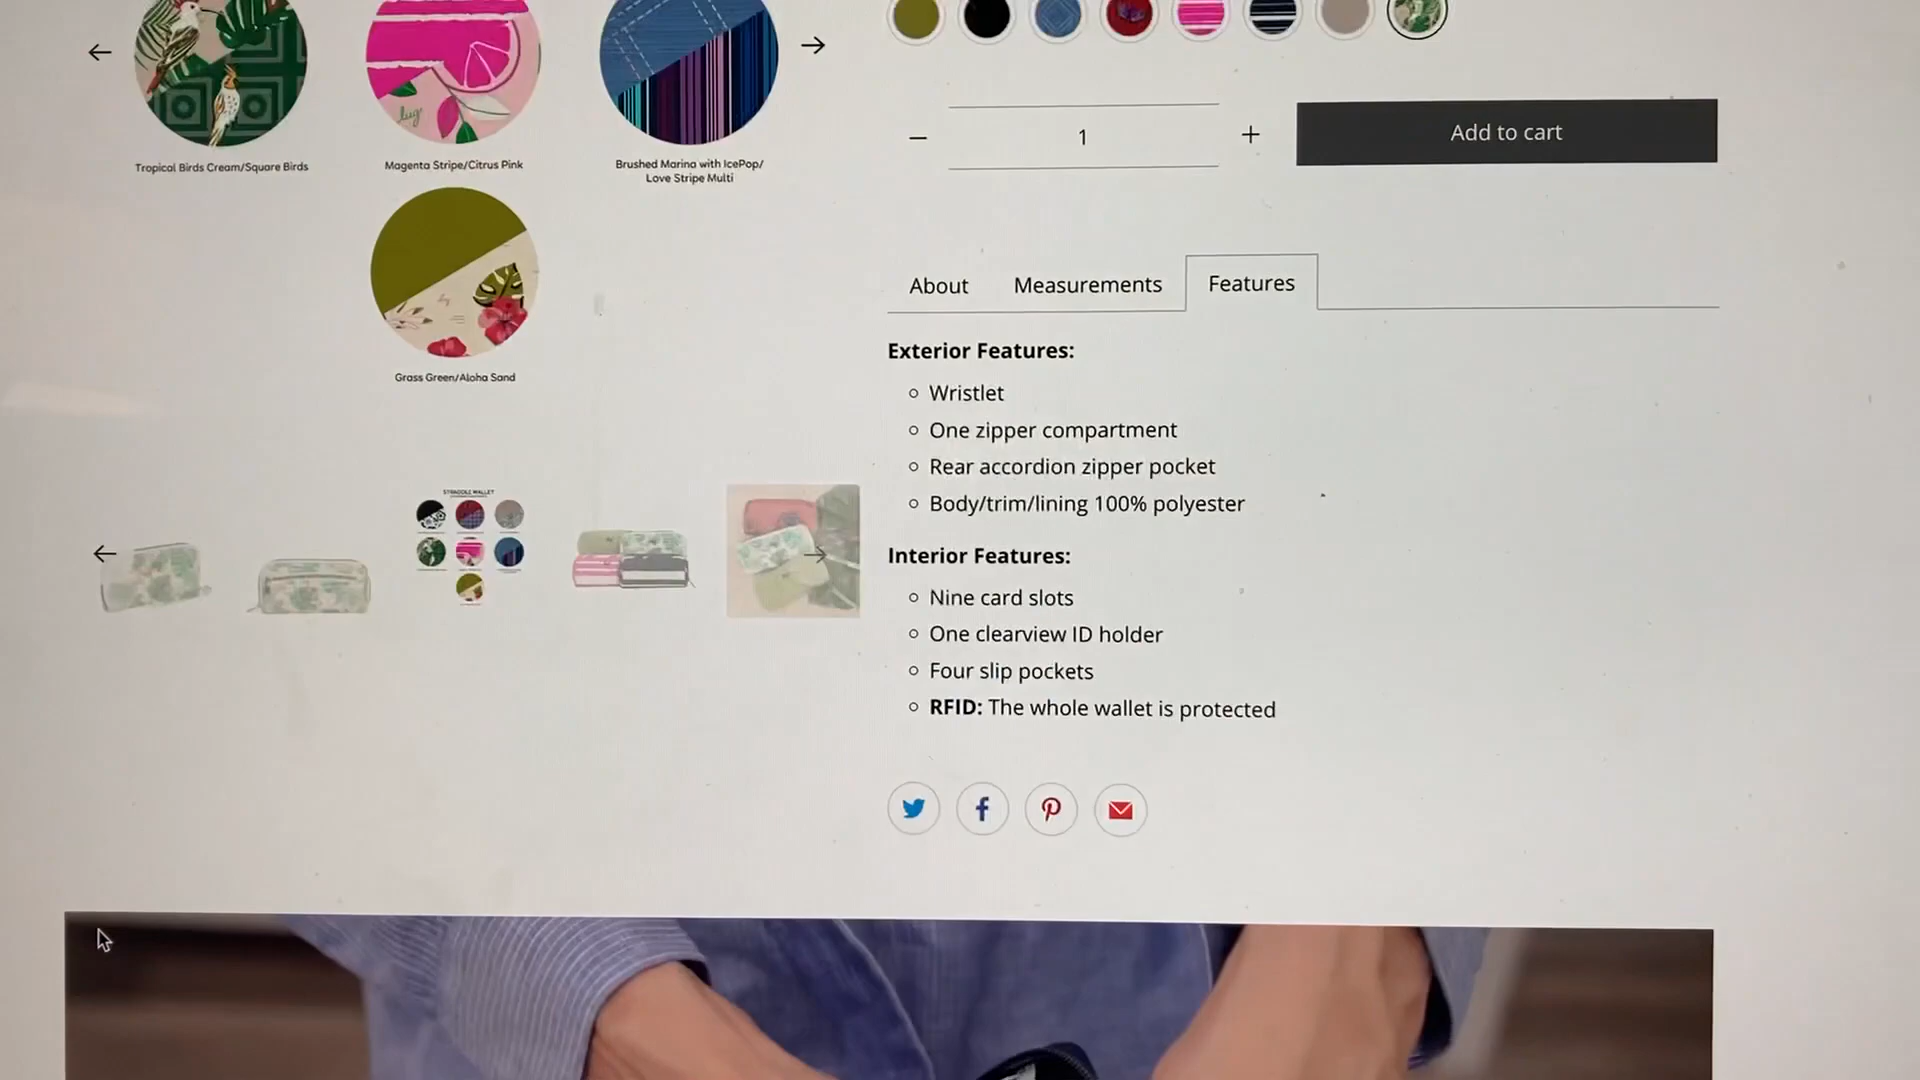 Tropical Birds Cream/Square Birds
lug
Magenta Stripe/Citrus Pink
Brushed Marina with IcePop/
Love Stripe Multi
Grass Green/Aloha Sand
1
Add to cart
About
Measurements
Features
Exterior Features:
Wristlet
One zipper compartment
Rear accordion zipper pocket
Body/trim/lining 100% polyester
Interior Features:
Nine card slots
One clearview ID holder
Four slip pockets
RFID: The whole wallet is protected
STRADDLE WALLET